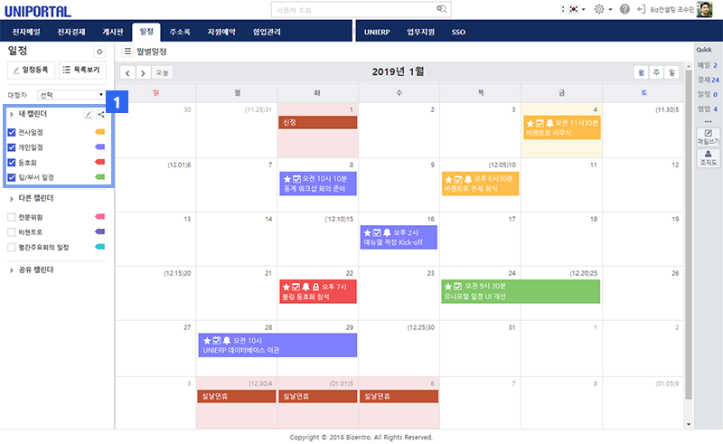 UNIPORTAL
사용자 조회
Biz컨설팅 조수민
전자메일 전자결재 게시판 일정 주소록 자원예약 협업관리 UNIERP 업무지원 SSO
일정
일정등록 목록보기
대행자 선택
1
내 캘린더
전사일정
개인일정
동호회
팀/부서 일정
다른 캘린더
전문위원
비젠트로
월간주요회의 일정
공유 캘린더
월별일정
오늘
2019년 1월
월 주 일
일 월 화 수 목 금 토
30 (11.25)31 1 2 3 4 (11.30)5
신정
오전 11시30분
비젠트로 시무식
(12.01)6 7 8 9 (12.05)10 11 12
오전 10시 10분
동계 워크샵 회의 준비
오후 6시30분
비젠트로 전체 회식
13 14 (12.10)15 16 17 18 19
오후 2시
매뉴얼 작성 Kick-off
(12.15)20 21 22 23 24 (12.20)25 26
오후 7시
볼링 동호회 참석
오전 9시 30분
유니포털 일정 UI 개선
27 28 29 (12.25)30 31 1 2
오전 10시
UNIERP 데이터베이스 이관
3 (12.30)4 (01.01)5 6 7 8 (01.05)9
설날연휴 설날연휴 설날연휴
Quick
메일 2
결재 24
일정 0
협업 4
메일쓰기
조직도
Copyright © 2018 Bizentro. All Rights Reserved.